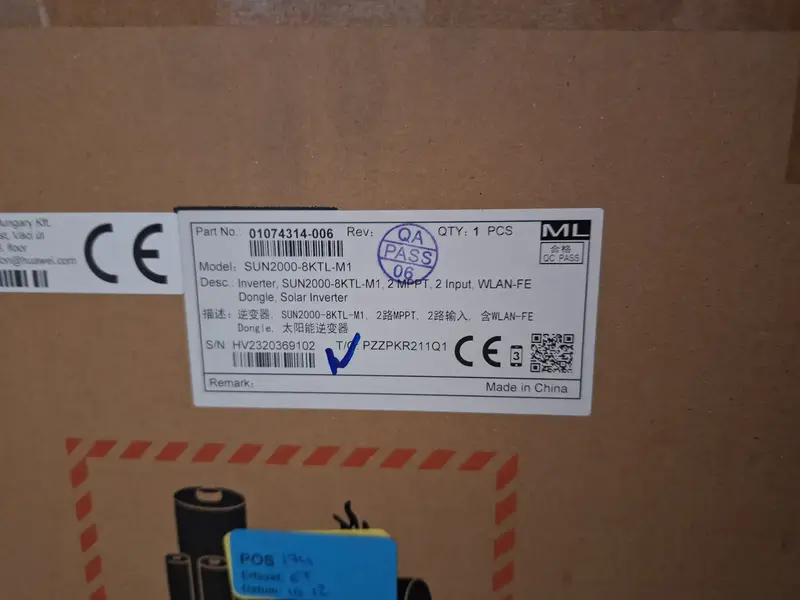 Hungary Kft.
st, Váci út
. floor
on@huawei.com
Part No.: 01074314-006 Rev: QTY: 1 PCS
ML
QA
PASS
06
合格
QC PASS
Model: SUN2000-8KTL-M1
Desc.: Inverter, SUN2000-8KTL-M1, 2 MPPT, 2 Input, WLAN-FE
Dongle, Solar Inverter
描述: 逆变器, SUN2000-8KTL-M1, 2路MPPT, 2路输入, 含WLAN-FE
Dongle, 太阳能逆变器
S/N HV2320369102 T/C: PZZPKR211Q1
CE
3
Remark:
Made in China
CE
POS
Datum: